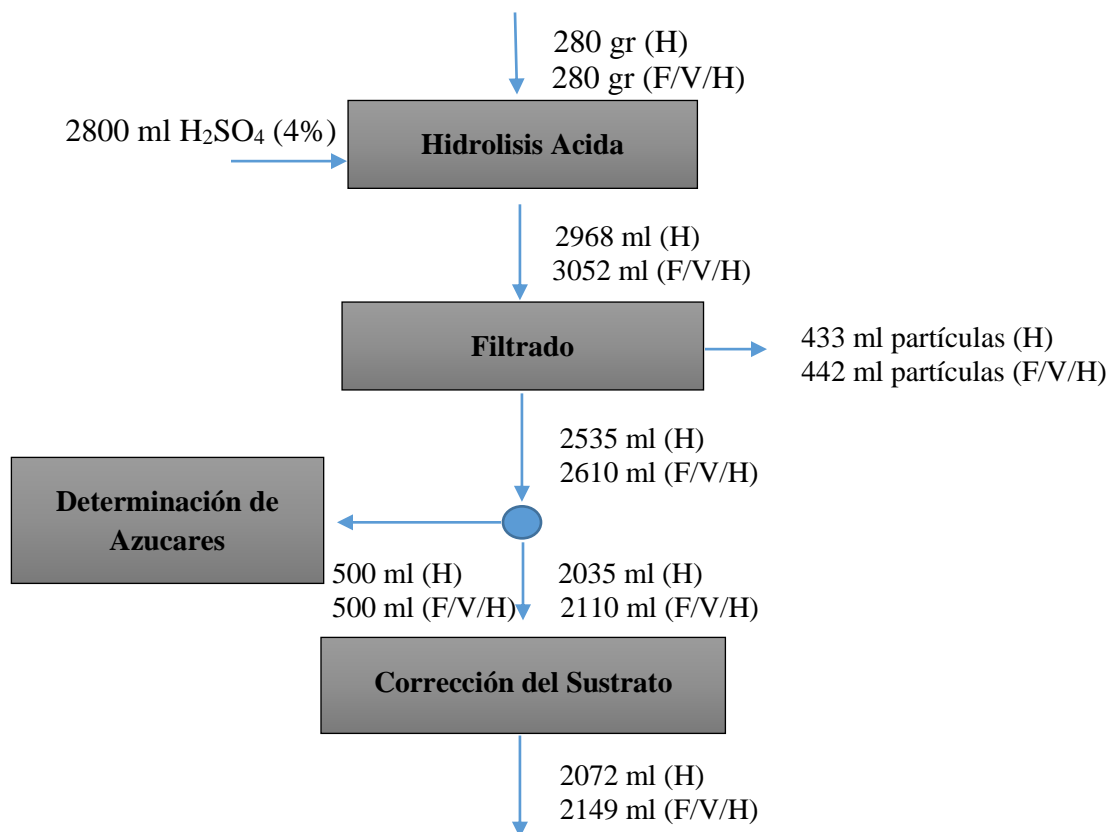 280 gr (H)
280 gr (F/V/H)
2800 ml H₂SO₄ (4%)
Hidrolisis Acida
2968 ml (H)
3052 ml (F/V/H)
Filtrado
433 ml partículas (H)
442 ml partículas (F/V/H)
2535 ml (H)
2610 ml (F/V/H)
Determinación de
Azucares
500 ml (H)
500 ml (F/V/H)
2035 ml (H)
2110 ml (F/V/H)
Corrección del Sustrato
2072 ml (H)
2149 ml (F/V/H)